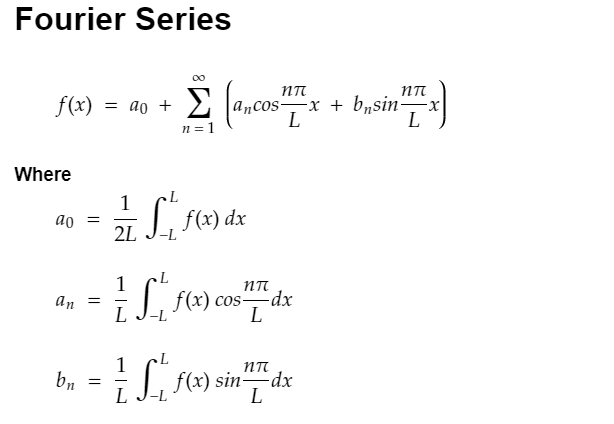 Fourier Series
f(x) = a₀ + ∑_{n=1}^{∞} (aₙcos nπ/L x + bₙsin nπ/L x)
Where
a₀ = 1/2L ∫_{-L}^{L} f(x) dx
aₙ = 1/L ∫_{-L}^{L} f(x) cos nπ/L dx
bₙ = 1/L ∫_{-L}^{L} f(x) sin nπ/L dx